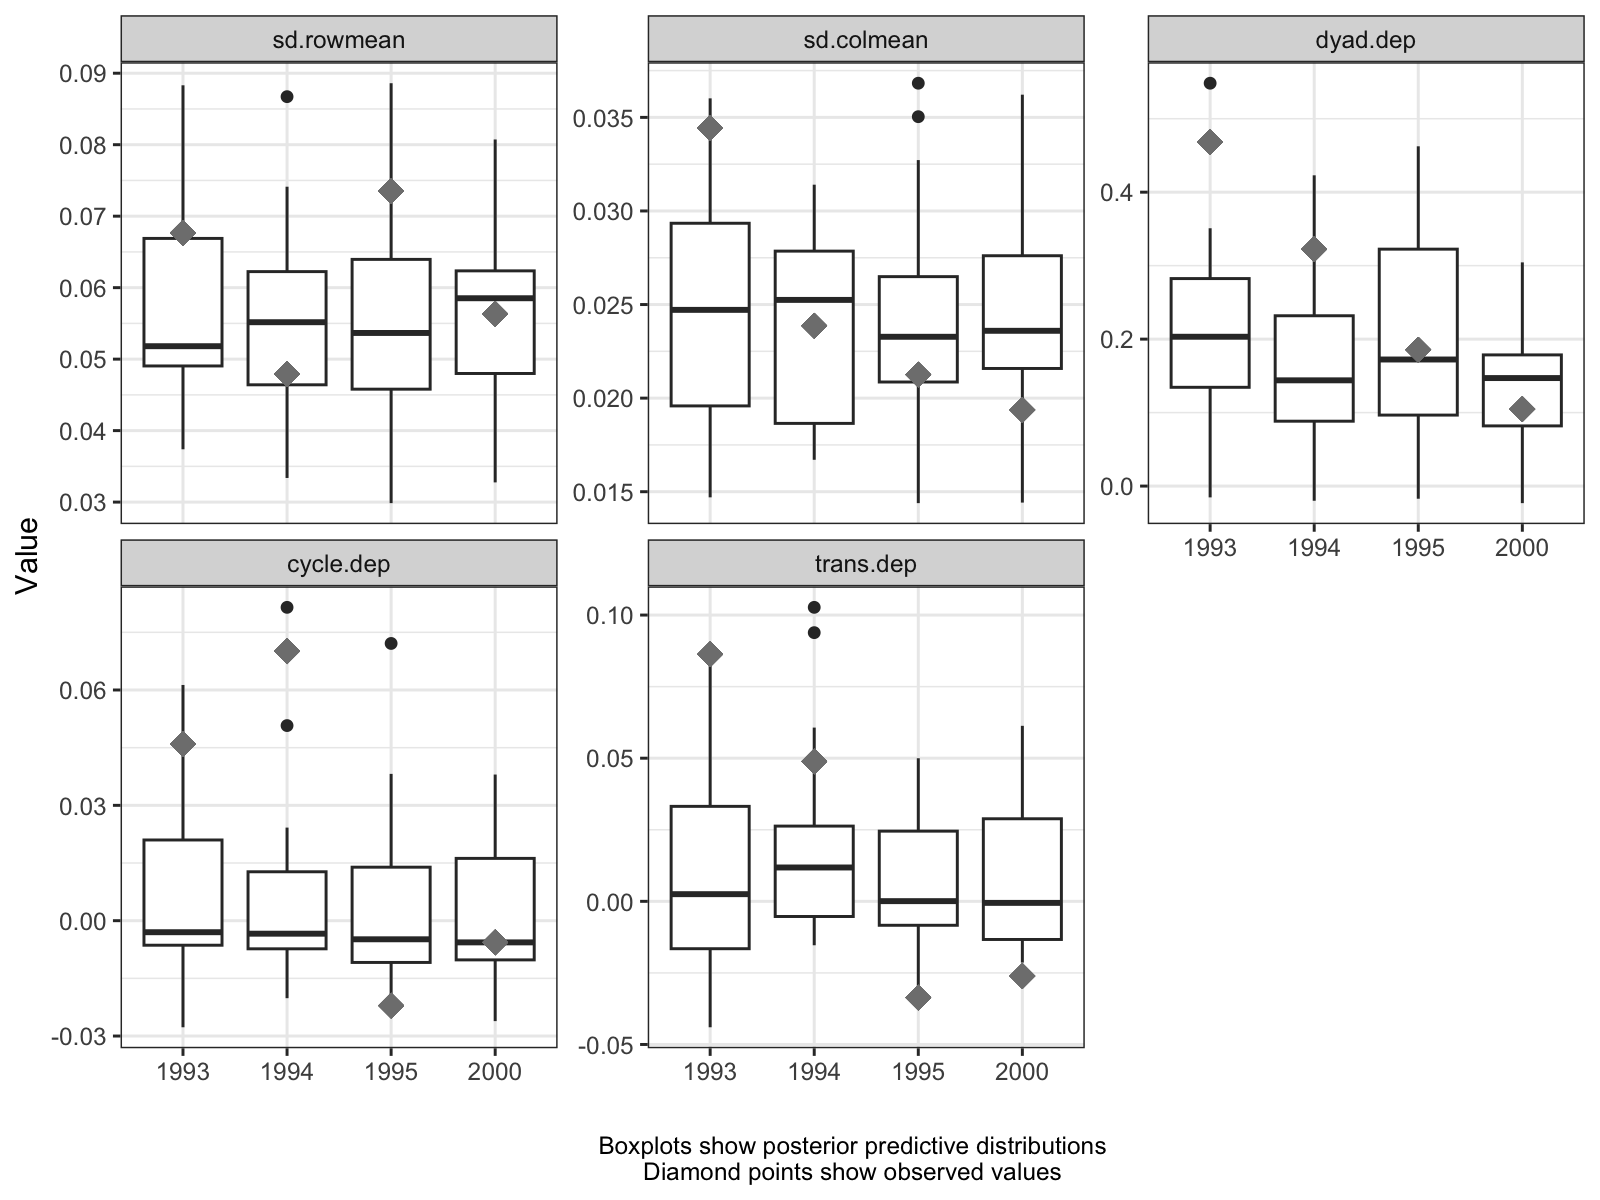 sd.rowmean
sd.colmean
dyad.dep
0.09
0.08
0.07
0.06
0.05
0.04
0.03
0.035
0.030
0.025
0.020
0.015
0.4
0.2
0.0
1993 1994 1995 2000
Value
cycle.dep
trans.dep
0.06
0.03
0.00
-0.03
0.10
0.05
0.00
-0.05
1993 1994 1995 2000
1993 1994 1995 2000
Boxplots show posterior predictive distributions
Diamond points show observed values